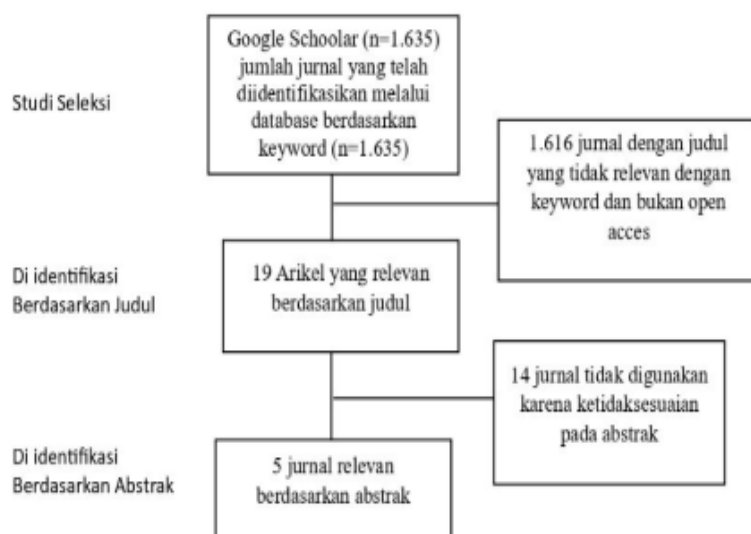 Google Schoolar (n=1.635)
jumlah jurnal yang telah
diidentifikasikan melalui
database berdasarkan
keyword (n=1.635)
Studi Seleksi
1.616 jurnal dengan judul
yang tidak relevan dengan
keyword dan bukan open
acces
Di identifikasi
Berdasarkan Judul
19 Arikel yang relevan
berdasarkan judul
14 jurnal tidak digunakan
karena ketidaksesuaian
pada abstrak
Di identifikasi
Berdasarkan Abstrak
5 jurnal relevan
berdasarkan abstrak